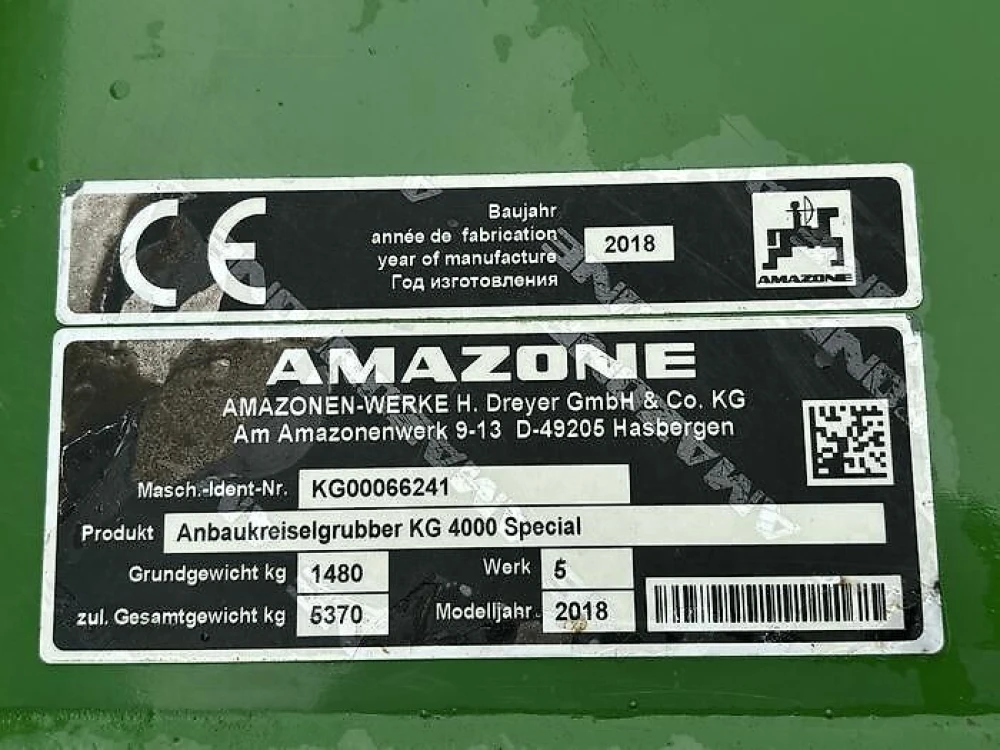 CE
Baujahr
année de fabrication
year of manufacture
Год изготовления
2018
AMAZONE
AMAZONE
AMAZONEN-WERKE H. Dreyer GmbH & Co. KG
Am Amazonenwerk 9-13 D-49205 Hasbergen
Masch.-Ident-Nr. KG00066241
Produkt Anbaukreiselgrubber KG 4000 Special
Grundgewicht kg 1480 Werk 5
zul. Gesamtgewicht kg 5370 Modelljahr 2018